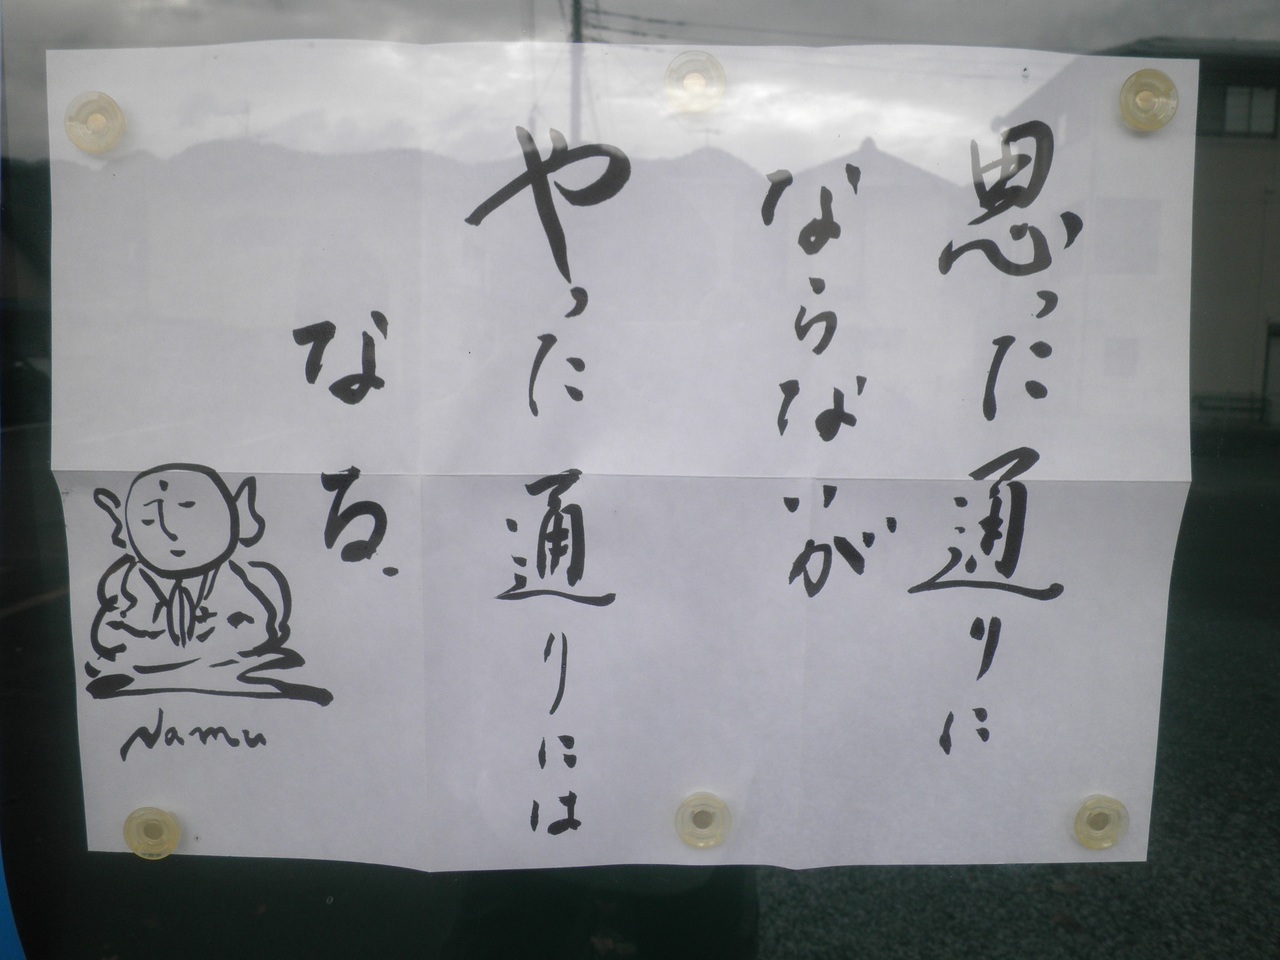 思った通りに
ならないが
やった通りには
なる.
Namu